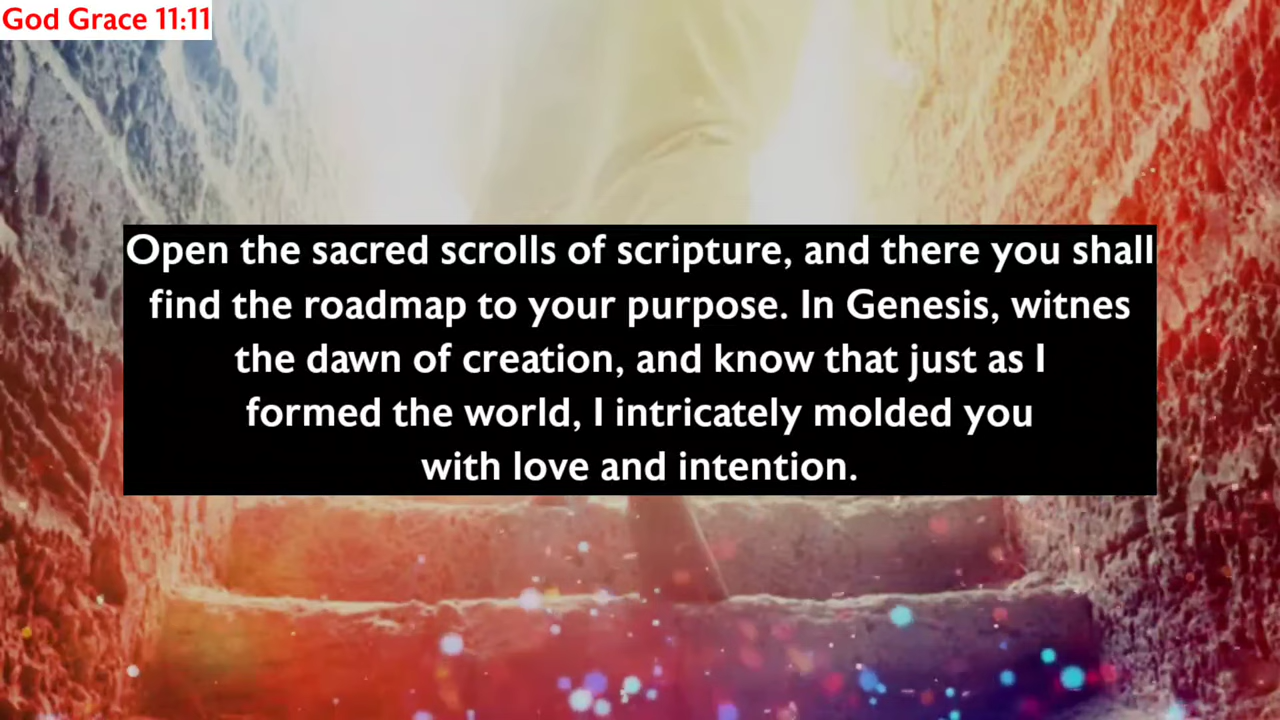 God Grace 11:11
Open the sacred scrolls of scripture, and there you shall
find the roadmap to your purpose. In Genesis, witnes
the dawn of creation, and know that just as I
formed the world, I intricately molded you
with love and intention.